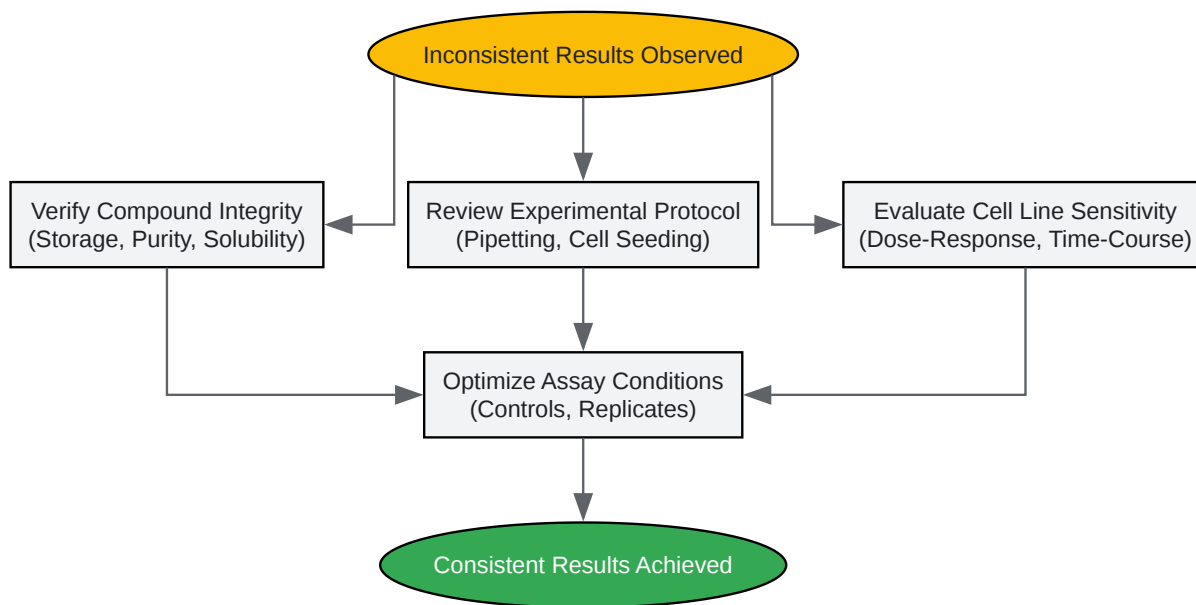 Inconsistent Results Observed
Verify Compound Integrity
(Storage, Purity, Solubility)
Review Experimental Protocol
(Pipetting, Cell Seeding)
Evaluate Cell Line Sensitivity
(Dose-Response, Time-Course)
Optimize Assay Conditions
(Controls, Replicates)
Consistent Results Achieved